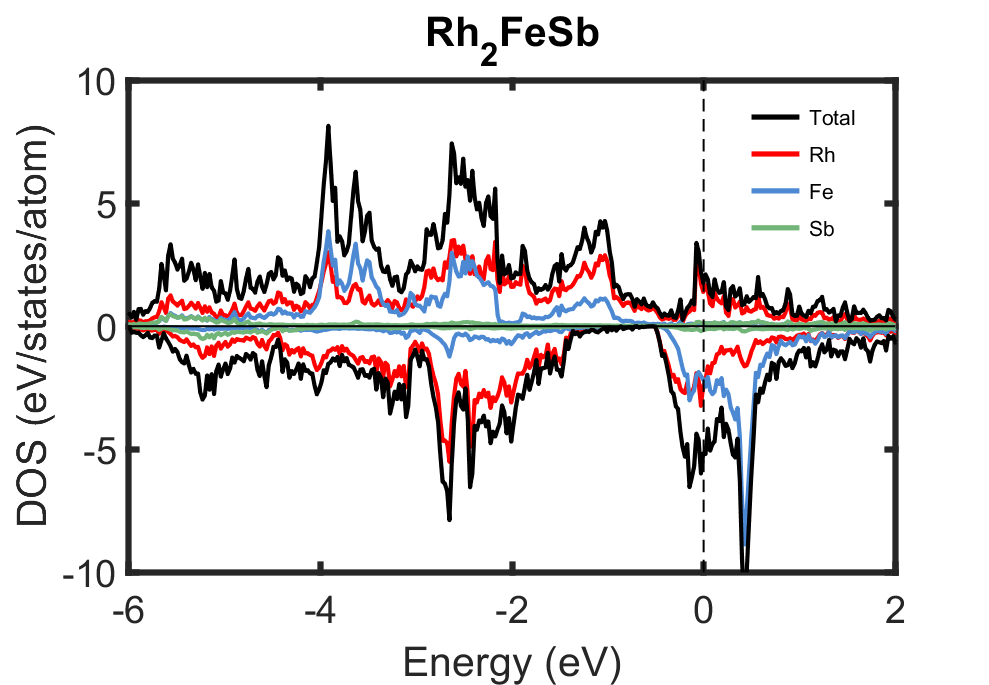 Rh₂FeSb
10
5
0
0
-5
-10
-6
-4
-2
0
2
DOS (eV/states/atom)
Energy (eV)
Total
Rh
Fe
Sb